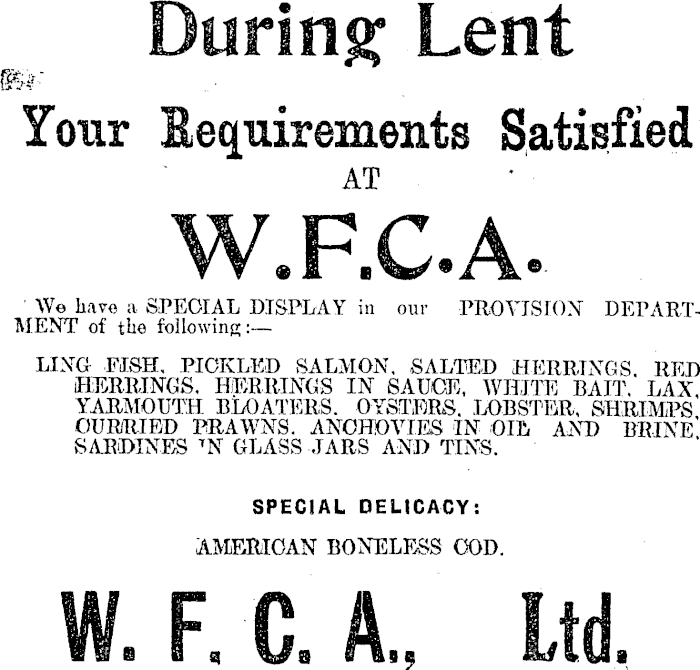 During Lent
Your Requirements Satisfied
AT
W.F.C.A.
We have a SPECIAL DISPLAY in our PROVISION DEPART-
MENT of the following:—
LING FISH, PICKLED SALMON, SALTED HERRINGS, RED
HERRINGS, HERRINGS IN SAUCE, WHITE BAIT, LAX,
YARMOUTH BLOATERS, OYSTERS, LOBSTER, SHRIMPS,
CURRIED PRAWNS, ANCHOVIES IN OIL AND BRINE,
SARDINES IN GLASS JARS AND TINS.
SPECIAL DELICACY:
AMERICAN BONELESS COD.
W. F. C. A., Ltd.